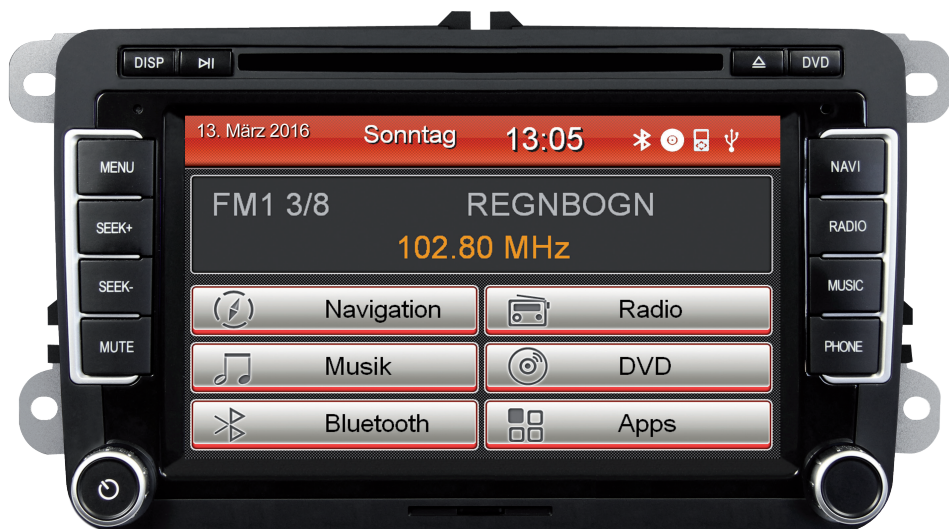 DISP
DVD
13. März 2016 Sonntag 13:05
MENU
SEEK+
SEEK-
MUTE
FM1 3/8 REGNBOGN
102.80 MHz
Navigation Radio
Musik DVD
Bluetooth Apps
NAVI
RADIO
MUSIC
PHONE